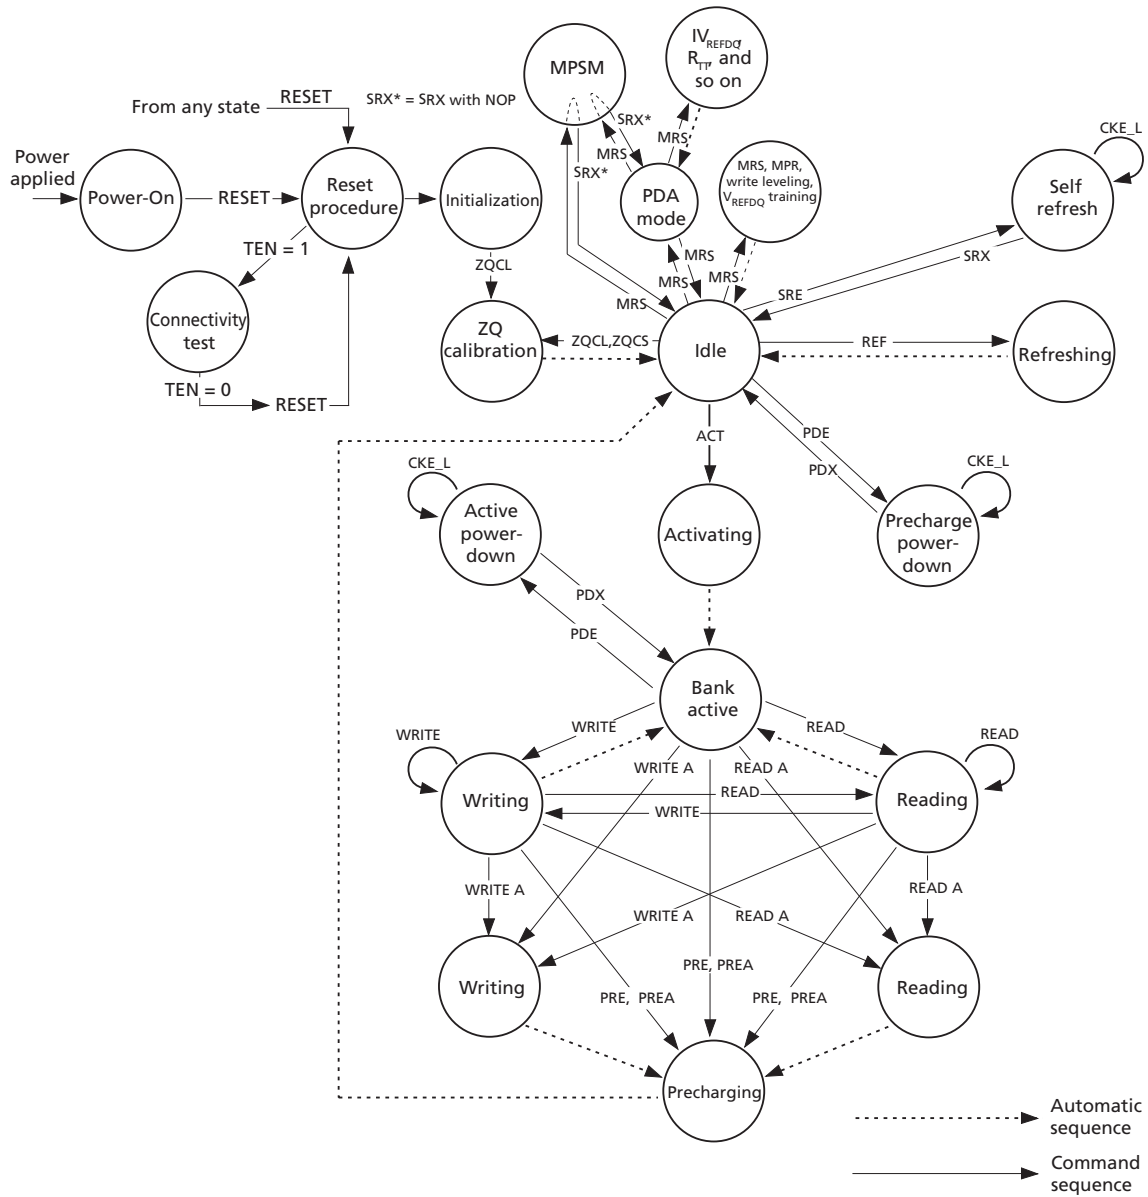 MPSM
IVREFDQ,
RTT, and
so on
From any state
RESET
SRX* = SRX with NOP
SRX*
MRS
MRS
SRX*
CKE_L
Power
applied
Power-On
RESET
Reset
procedure
Initialization
PDA
mode
MRS, MPR,
write leveling,
VREFDQ training
Self
refresh
TEN = 1
ZQCL
MRS
MRS
MRS
SRX
SRE
MRS
Connectivity
test
ZQ
calibration
ZQCL,ZQCS
Idle
REF
Refreshing
TEN = 0
RESET
ACT
PDE
PDX
CKE_L
CKE_L
Active
power-
down
Activating
Precharge
power-
down
PDX
PDE
Bank
active
WRITE
READ
WRITE
READ
WRITE A
READ A
Writing
READ
Reading
WRITE
WRITE A
READ A
WRITE A
READ A
PRE, PREA
Writing
PRE, PREA
PRE, PREA
Reading
Precharging
Automatic
sequence
Command
sequence